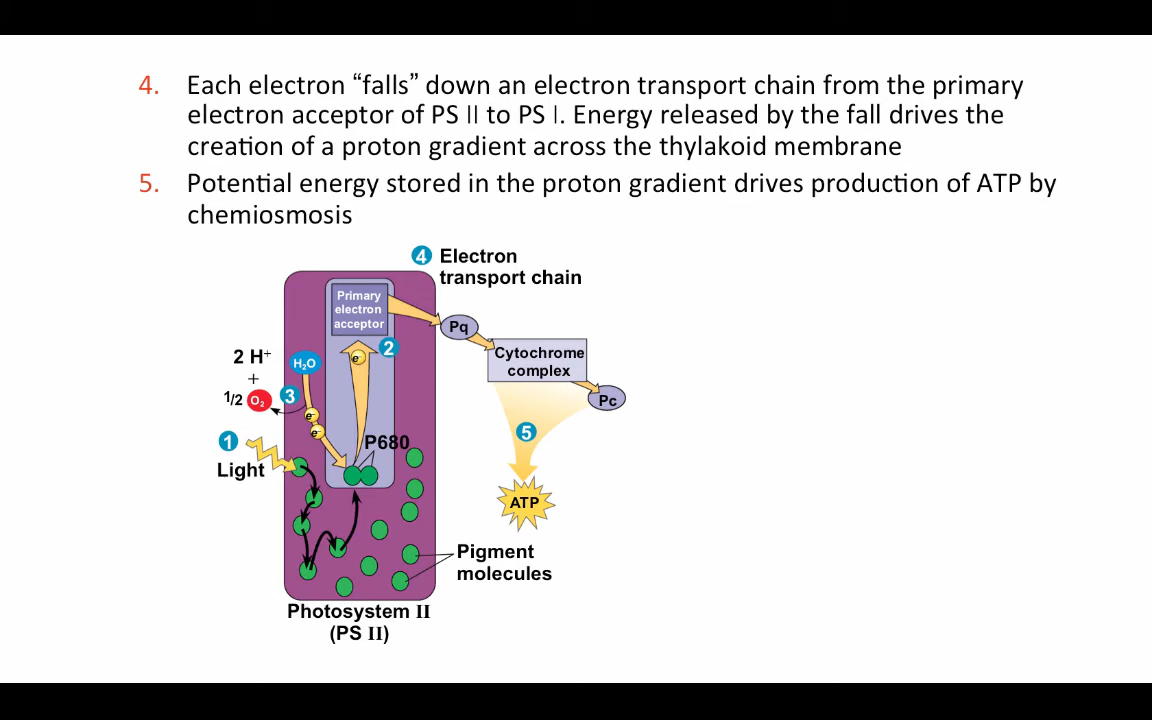 4. Each electron “falls” down an electron transport chain from the primary
electron acceptor of PS II to PS I. Energy released by the fall drives the
creation of a proton gradient across the thylakoid membrane
5. Potential energy stored in the proton gradient drives production of ATP by
chemiosmosis
4 Electron
transport chain
Primary
electron
acceptor
Pq
2
Cytochrome
complex
2 H⁺
+
1/2 O₂
H₂O
e⁻
3
Pc
e⁻
e⁻
5
1
Light
P680
ATP
Pigment
molecules
Photosystem II
(PS II)